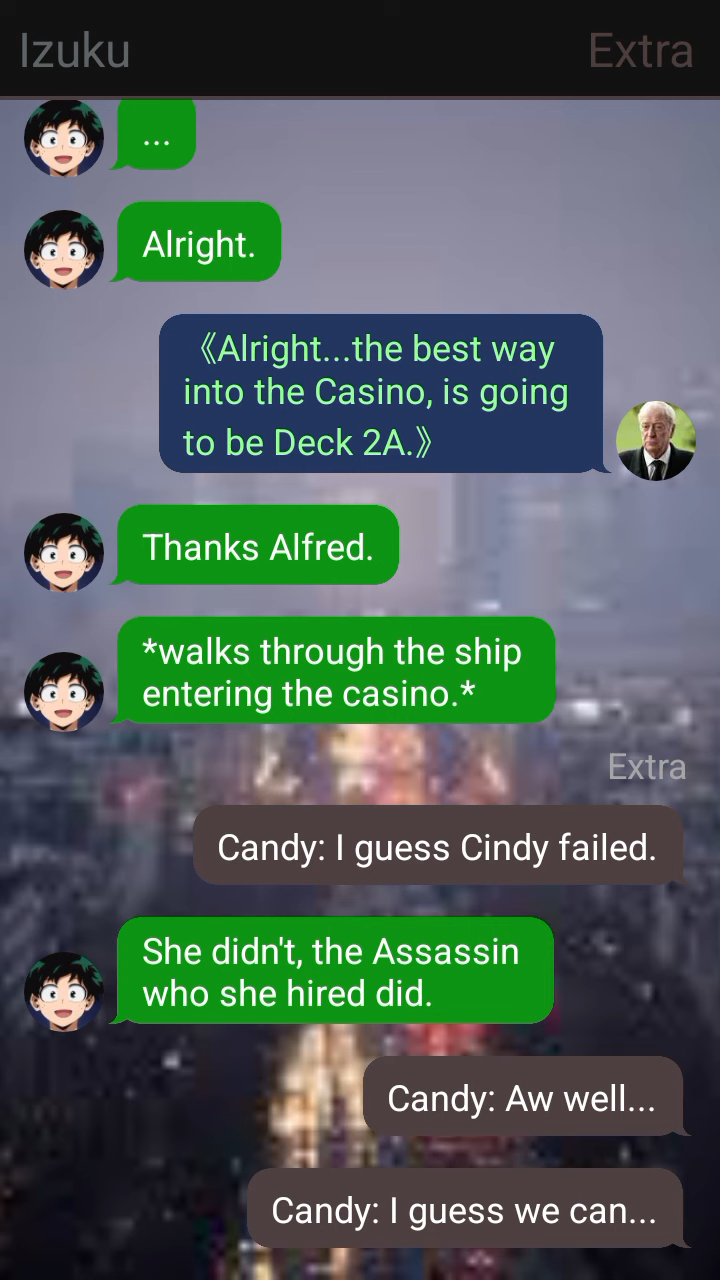 Izuku
Extra
...
Alright.
《Alright...the best way
into the Casino, is going
to be Deck 2A.》
Thanks Alfred.
*walks through the ship
entering the casino.*
Extra
Candy: I guess Cindy failed.
She didn't, the Assassin
who she hired did.
Candy: Aw well...
Candy: I guess we can...